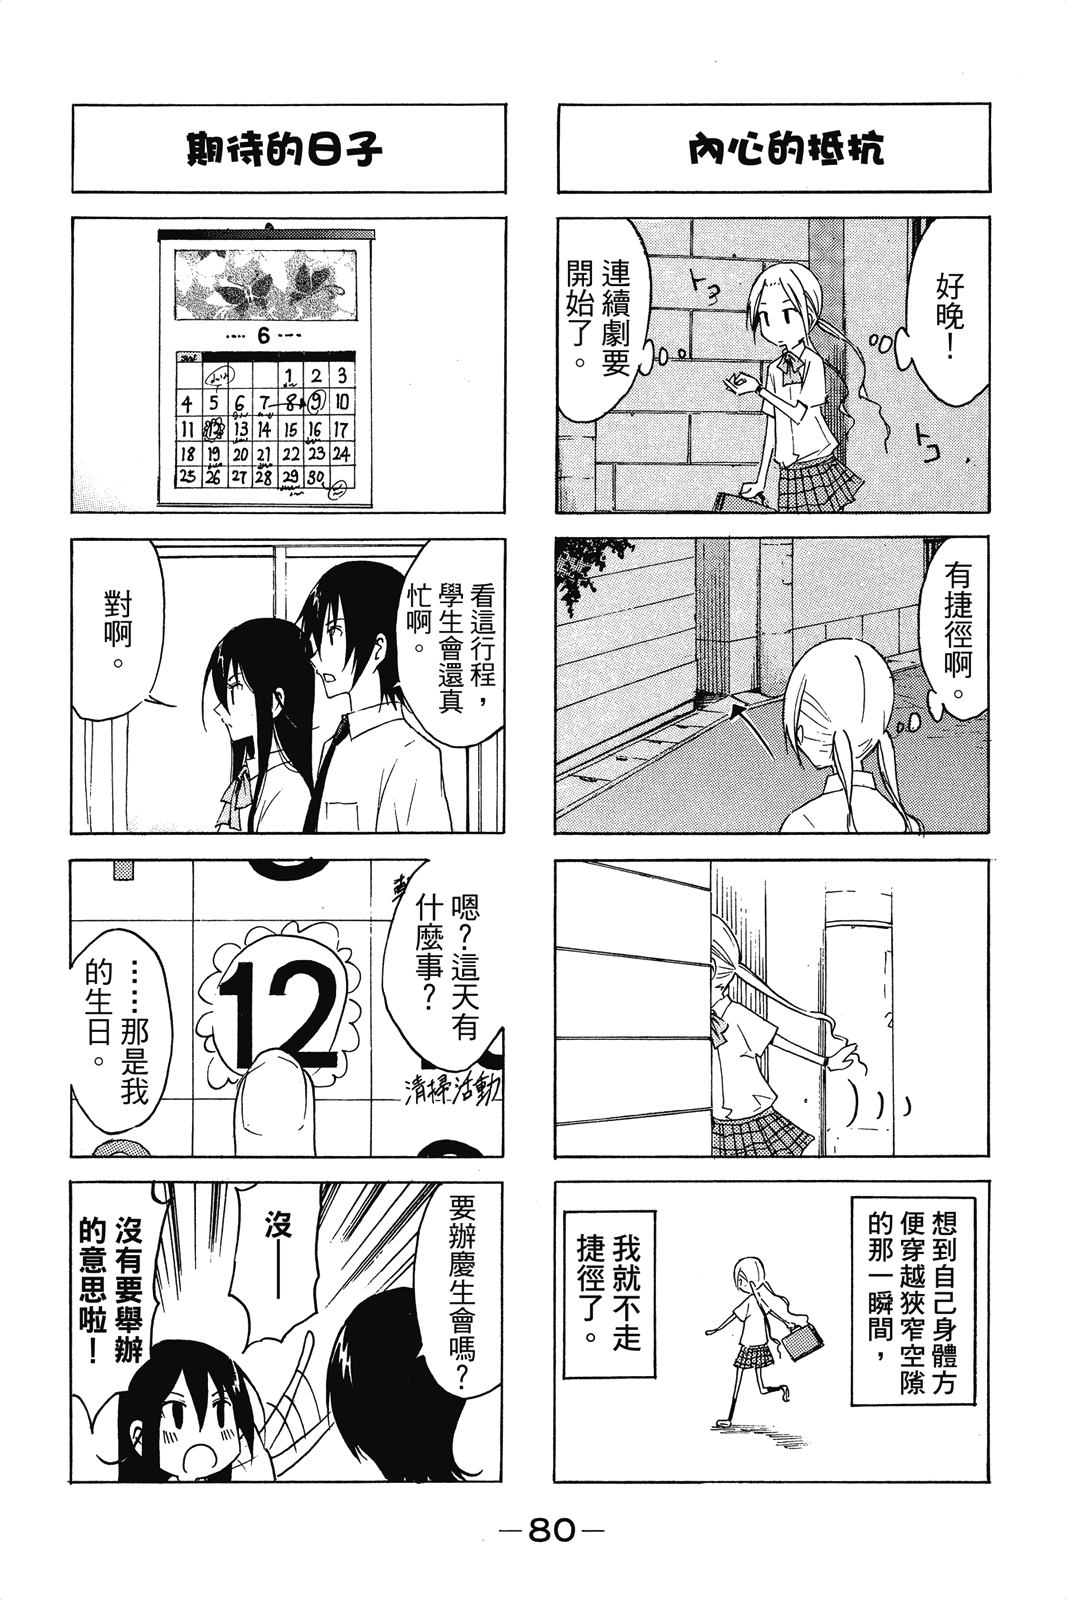 內心的抵抗
好晚！
連續劇要
開始了。
トコ
トコ
有捷徑啊。
想到自己身體方
便穿越狹窄空隙
的那一瞬間，
我就不走
捷徑了。
期待的日子
6
1 2 3
4 5 6 7 8 9 10
11 12 13 14 15 16 17
18 19 20 21 22 23 24
25 26 27 28 29 30
看這行程，
學生會還真
忙啊。
對啊。
嗯？這天有
什麼事？
12
清掃活動
……那是我
的生日。
要辦慶生會嗎？
沒——
沒有要舉辦
的意思啦！
—80—